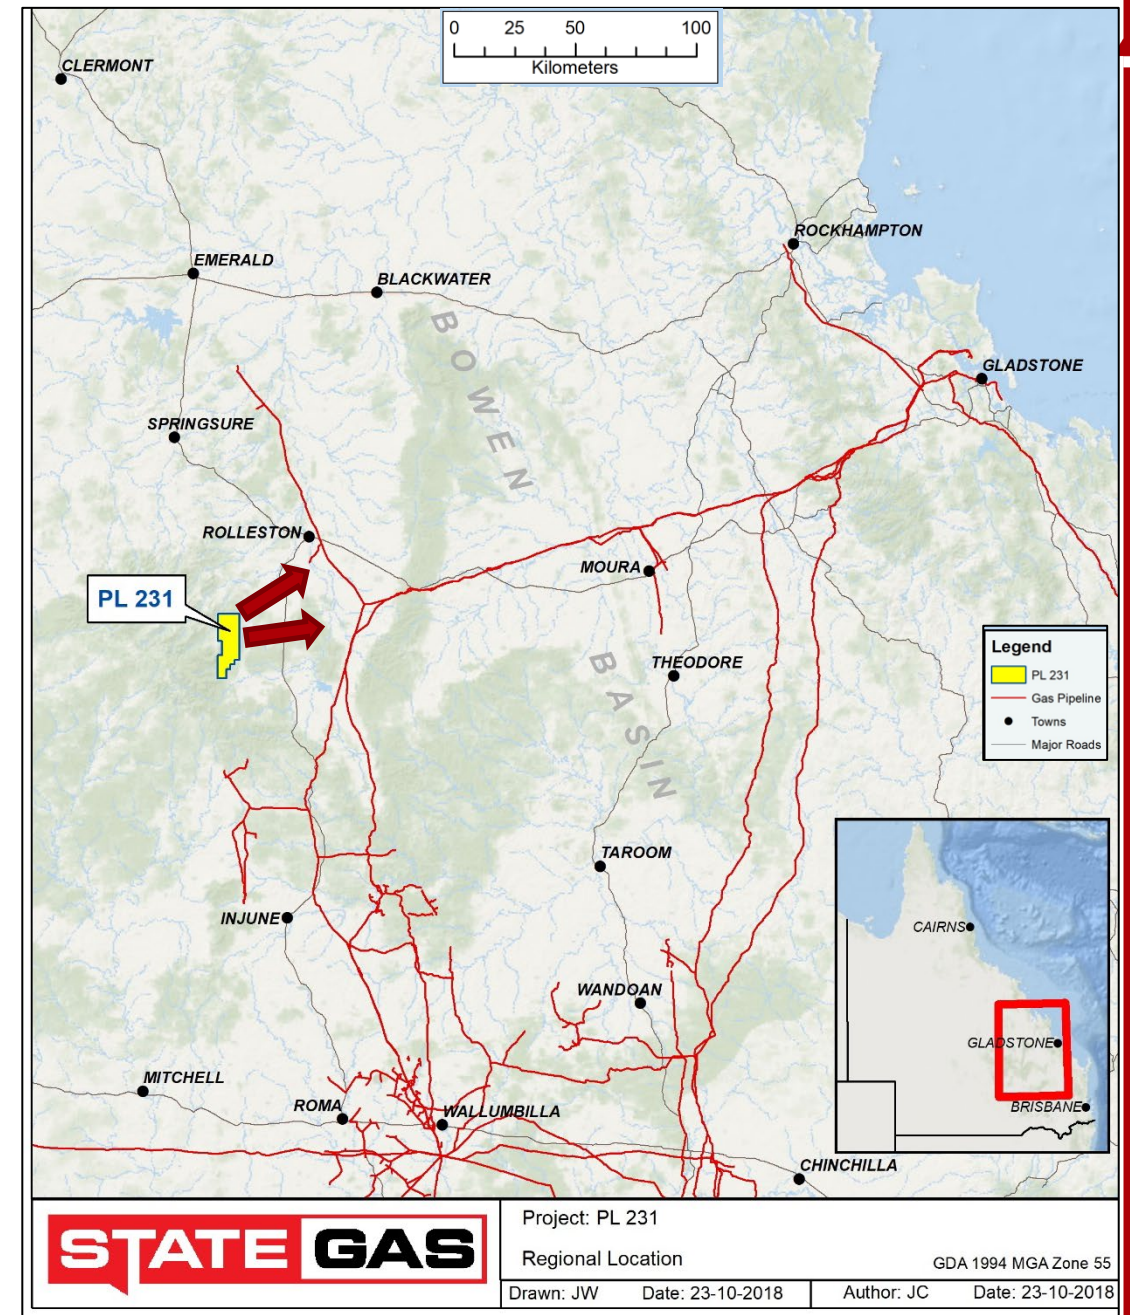 0 25 50 100
Kilometers
CLERMONT
ROCKHAMPTON
EMERALD
BLACKWATER
BOWEN
GLADSTONE
SPRINGSURE
ROLLESTON
MOURA
PL 231
BASIN
THEODORE
Legend
PL 231
Gas Pipeline
Towns
Major Roads
TAROOM
INJUNE
CAIRNS
WANDOAN
GLADSTONE
MITCHELL
ROMA
WALLUMBILLA
BRISBANE
CHINCHILLA
STATE GAS
Project: PL 231
Regional Location
GDA 1994 MGA Zone 55
Drawn: JW Date: 23-10-2018 Author: JC Date: 23-10-2018